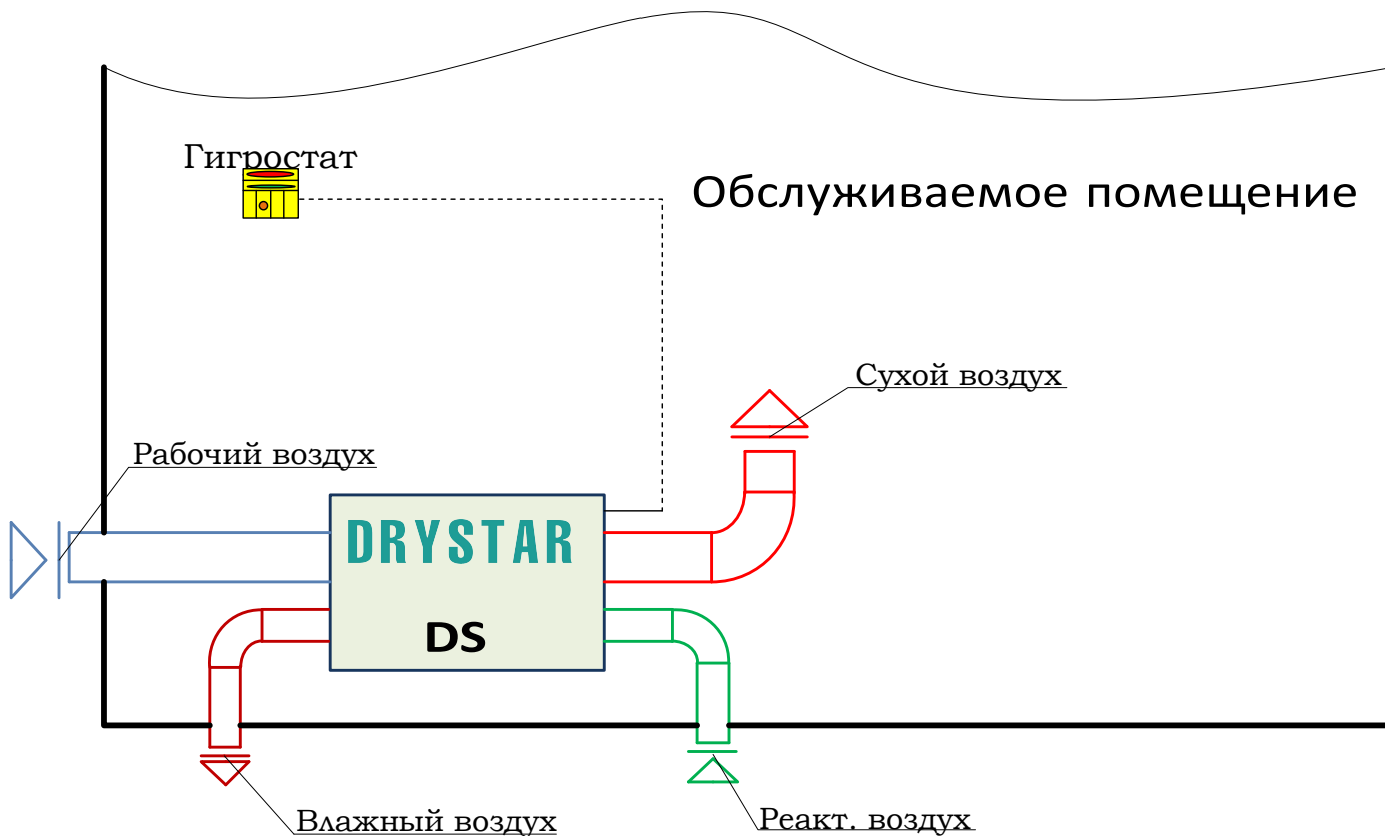 Гигростат
Обслуживаемое помещение
Сухой воздух
Рабочий воздух
DRYSTAR
DS
Влажный воздух
Реакт. воздух